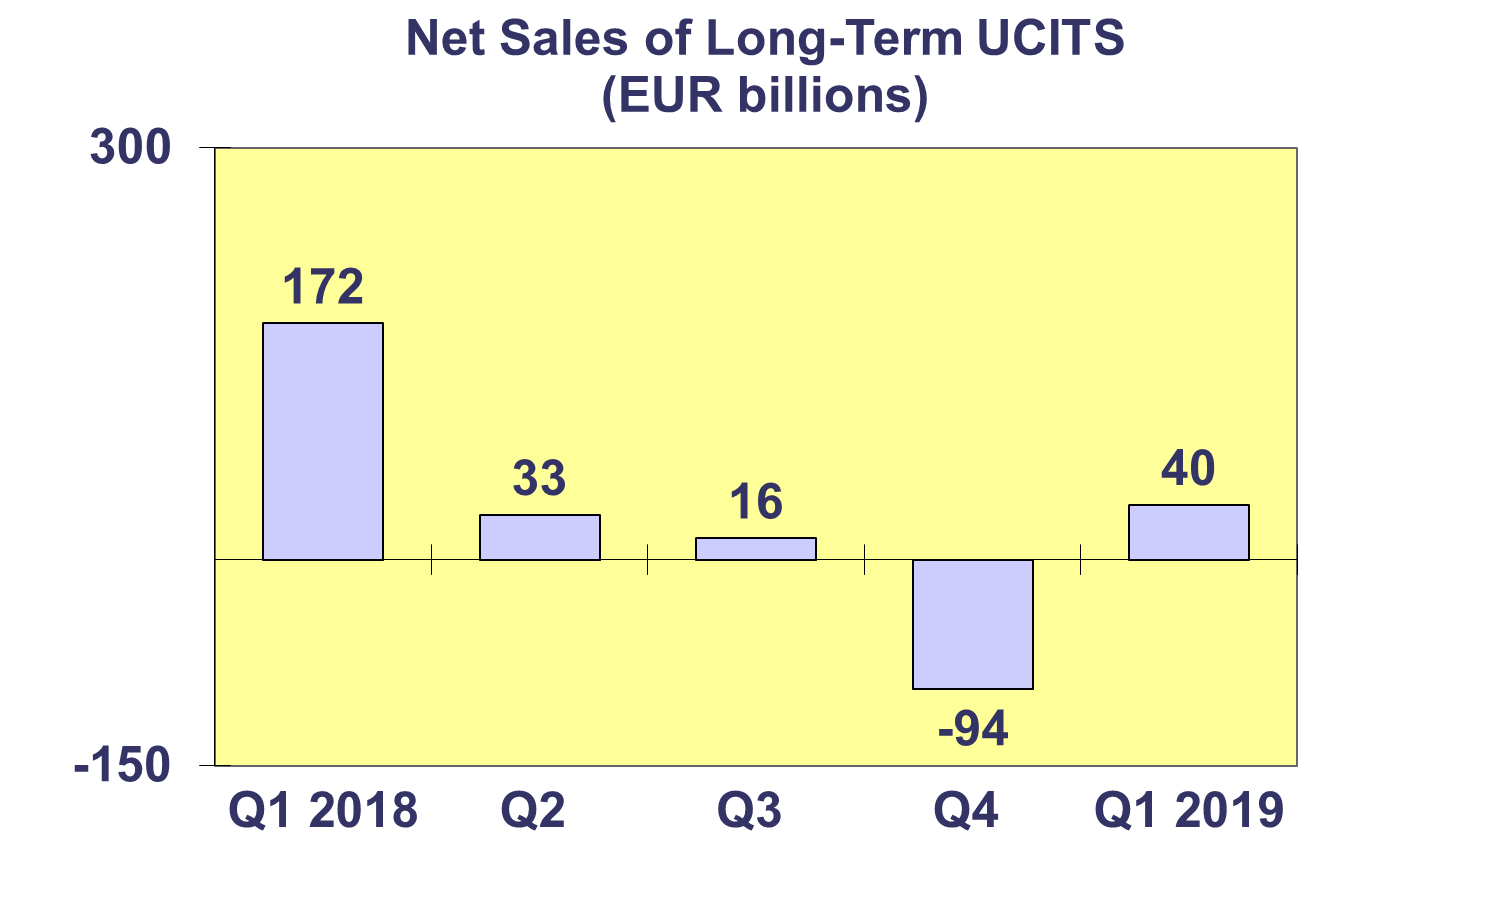 Net Sales of Long-Term UCITS
(EUR billions)
300
172
33
16
40
-94
-150
Q1 2018 Q2 Q3 Q4 Q1 2019